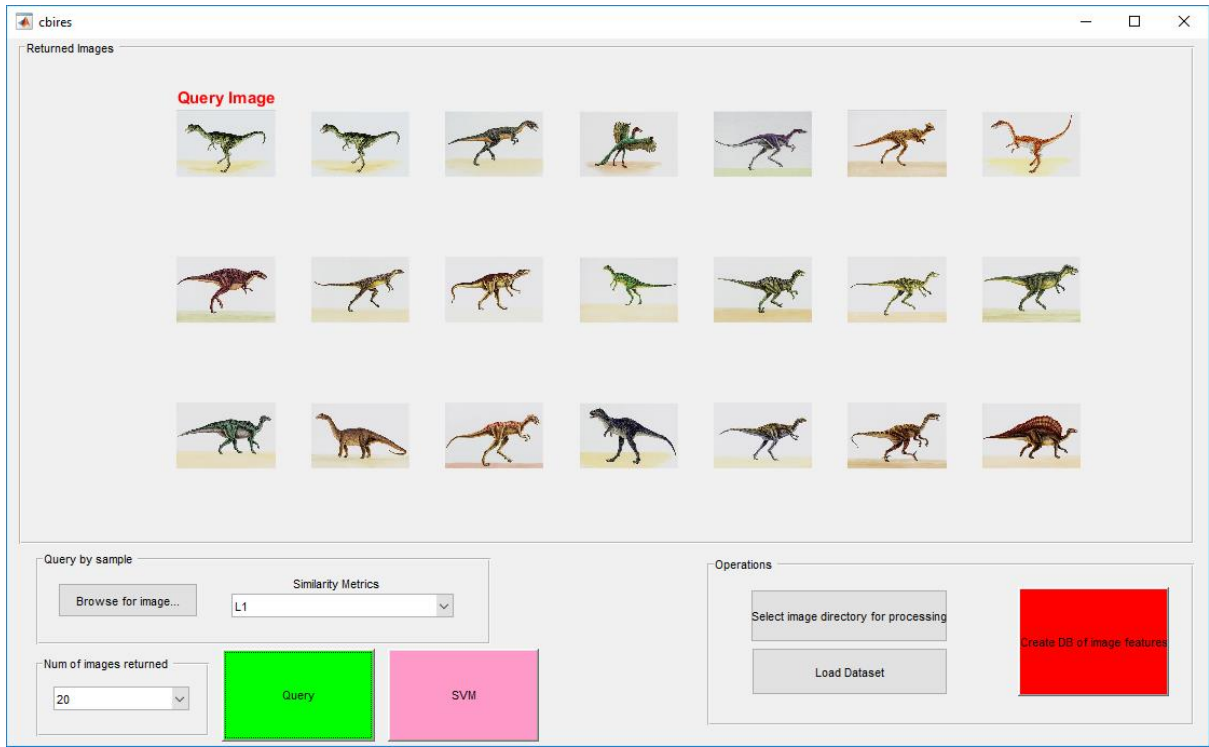 cbires
Returned Images
Query Image
Query by sample
Browse for image...
Similarity Metrics
L1
Num of images returned
20
Query
SVM
Operations
Select image directory for processing
Load Dataset
Create DB of image features